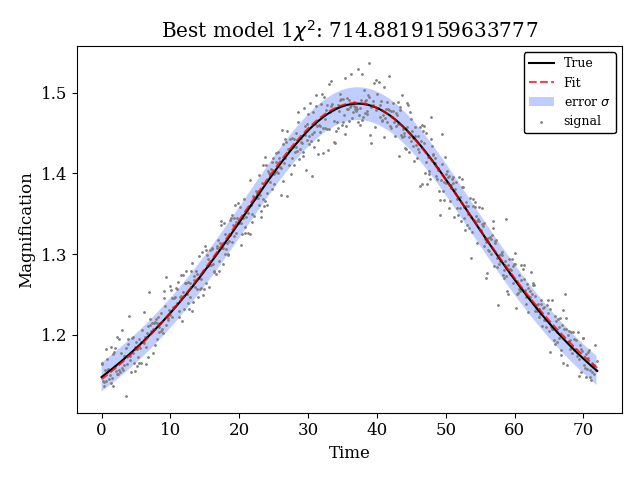 Best model 1χ²: 714.8819159633777
True
Fit
error σ
signal
Magnification
1.5
1.4
1.3
1.2
0 10 20 30 40 50 60 70
Time